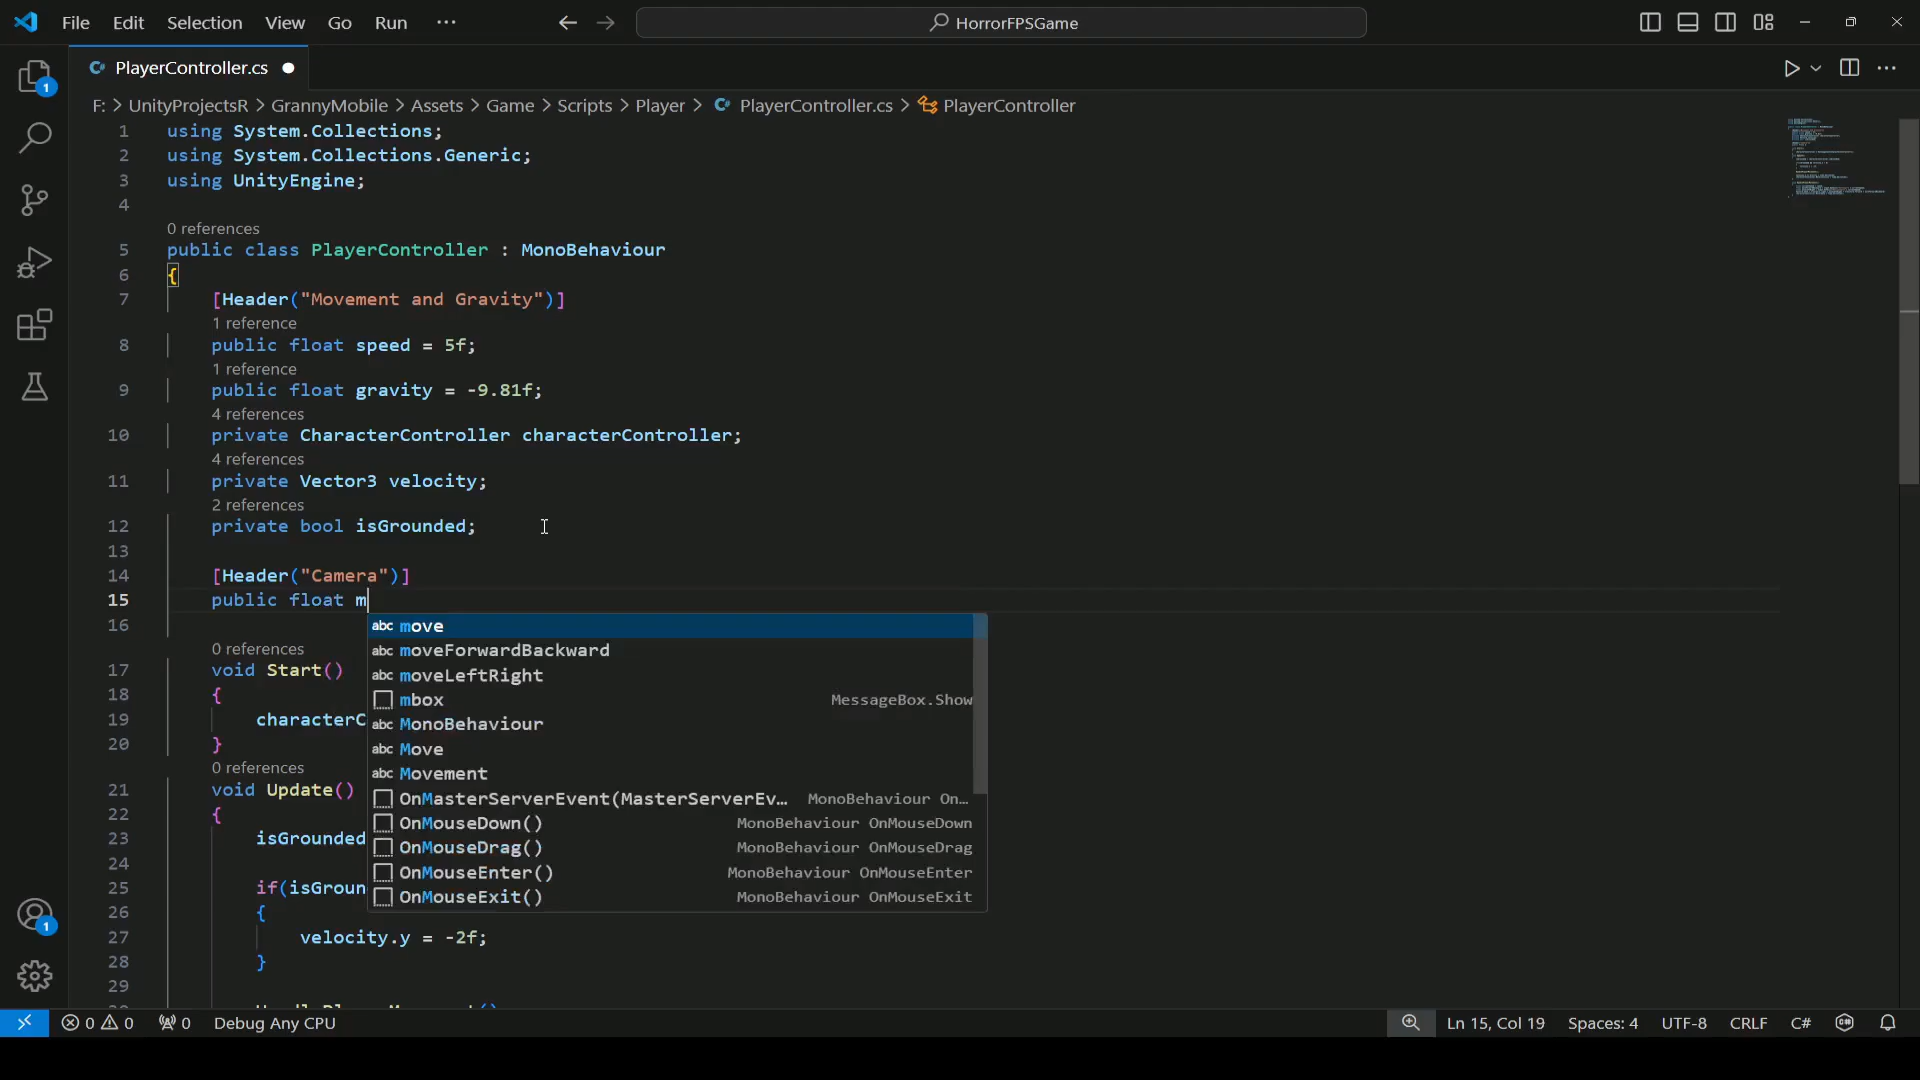 File Edit Selection View Go Run ···
HorrorFPSGame
1
PlayerController.cs
F: > UnityProjectsR > GrannyMobile > Assets > Game > Scripts > Player > PlayerController.cs > PlayerController
1 using System.Collections;
2 using System.Collections.Generic;
3 using UnityEngine;
4
0 references
5 public class PlayerController : MonoBehaviour
6 {
7 [Header("Movement and Gravity")]
1 reference
8 public float speed = 5f;
1 reference
9 public float gravity = -9.81f;
4 references
10 private CharacterController characterController;
4 references
11 private Vector3 velocity;
2 references
12 private bool isGrounded;
13
14 [Header("Camera")]
15 public float m
16
abc move
abc moveForwardBackward
0 references
17 void Start()
abc moveLeftRight
18 {
mbox MessageBox.Show
19 characterC
abc MonoBehaviour
20 }
abc Move
0 references
abc Movement
21 void Update()
OnMasterServerEvent(MasterServerEv... MonoBehaviour On...
22 {
OnMouseDown() MonoBehaviour OnMouseDown
23 isGrounded
OnMouseDrag() MonoBehaviour OnMouseDrag
24
OnMouseEnter() MonoBehaviour OnMouseEnter
25 if(isGroun
OnMouseExit() MonoBehaviour OnMouseExit
26 {
27 velocity.y = -2f;
28 }
29
1
0 0 0 Debug Any CPU Ln 15, Col 19 Spaces: 4 UTF-8 CRLF C#